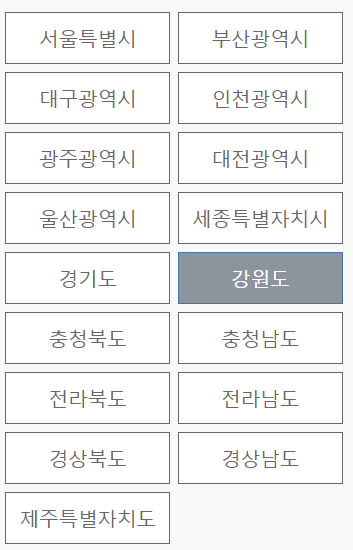 서울특별시
부산광역시
대구광역시
인천광역시
광주광역시
대전광역시
울산광역시
세종특별자치시
경기도
강원도
충청북도
충청남도
전라북도
전라남도
경상북도
경상남도
제주특별자치도